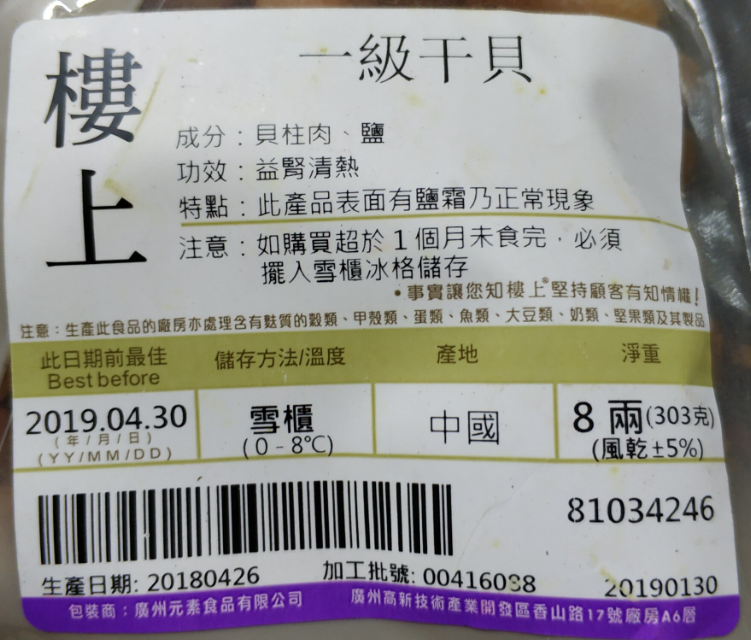 樓上
一級干貝
成分：貝柱肉、鹽
功效：益腎清熱
特點：此產品表面有鹽霜乃正常現象
注意：如購買超於1個月未食完，必須
擺入雪櫃冰格儲存
•事實讓您知樓上®堅持顧客有知情權!
注意：生產此食品的廠房亦處理含有麩質的穀類、甲殼類、蛋類、魚類、大豆類、奶類、堅果類及其製品
此日期前最佳 儲存方法/溫度 產地 淨重
Best before
2019.04.30 雪櫃 中國 8 兩(303克)
(年/月/日) (0-8℃) (風乾±5%)
(YY/MM/DD)
81034246
生產日期: 20180426 加工批號: 00416038 20190130
包裝商：廣州元素食品有限公司 廣州高新技術產業開發區香山路17號廠房A6層